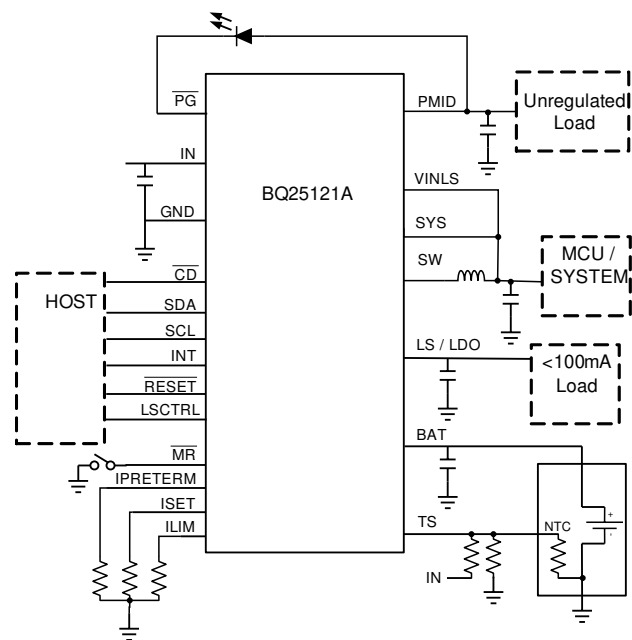 PG
PMID
Unregulated
Load
IN
BQ25121A
VINLS
GND
SYS
SW
MCU /
SYSTEM
HOST
CD
SDA
SCL
INT
RESET
LSCTRL
LS / LDO
<100mA
Load
MR
IPRETERM
ISET
ILIM
BAT
TS
NTC
+
-
IN